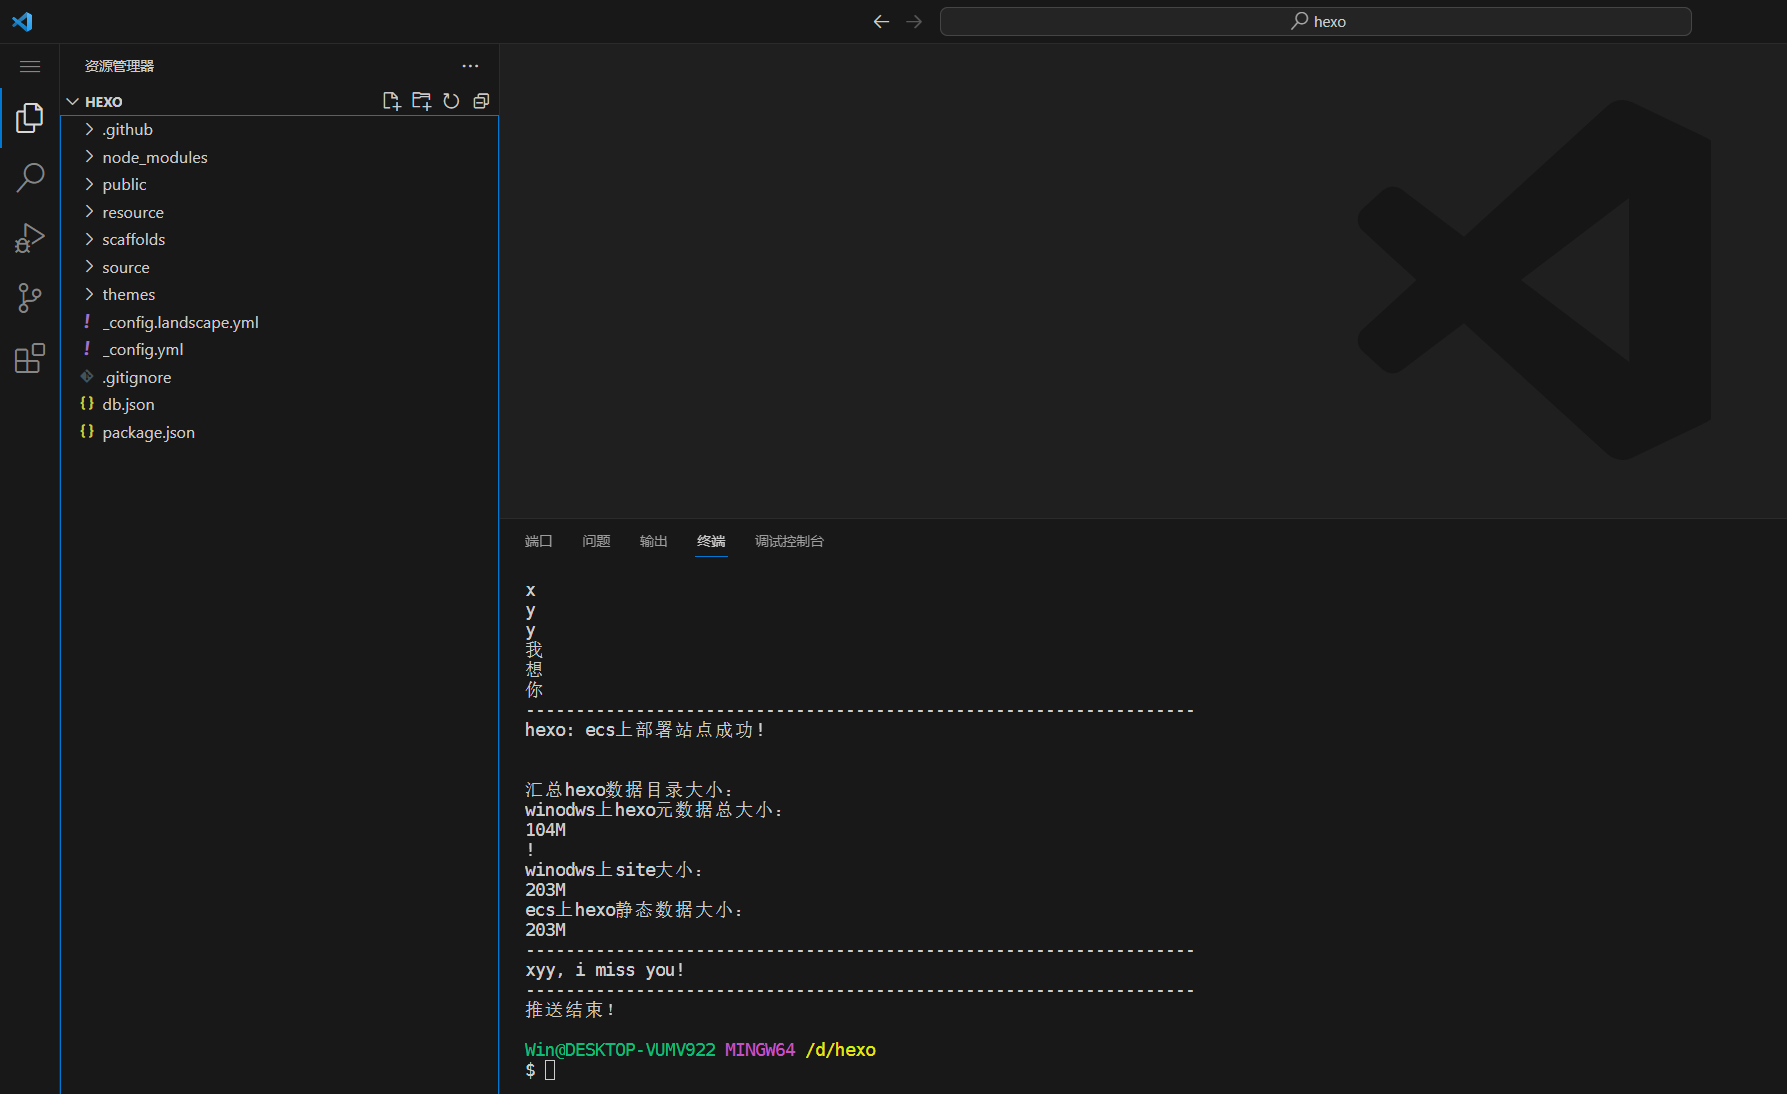 hexo
资源管理器
HEXO
.github
node_modules
public
resource
scaffolds
source
themes
_config.landscape.yml
_config.yml
.gitignore
db.json
package.json
端口 问题 输出 终端 调试控制台
x
y
y
我
想
你
-------------------------------------------------------------------
hexo: ecs上部署站点成功!
汇总hexo数据目录大小:
winodws上hexo元数据总大小:
104M
!
winodws上site大小:
203M
ecs上hexo静态数据大小:
203M
-------------------------------------------------------------------
xyy, i miss you!
-------------------------------------------------------------------
推送结束!
Win@DESKTOP-VUMV922 MINGW64 /d/hexo
$